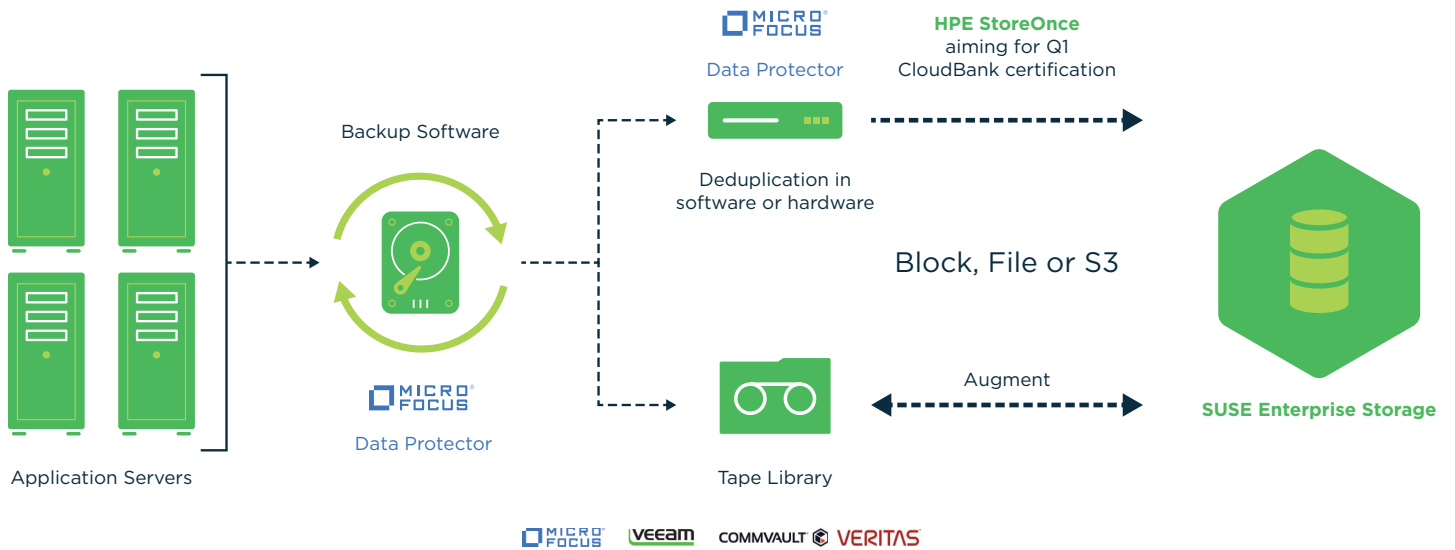 MICRO
FOCUS
Data Protector
HPE StoreOnce
aiming for Q1
CloudBank certification
Backup Software
Deduplication in
software or hardware
Block, File or S3
Augment
SUSE Enterprise Storage
MICRO
FOCUS
Data Protector
Application Servers
Tape Library
MICRO
FOCUS
veeam
COMMVAULT
VERITAS